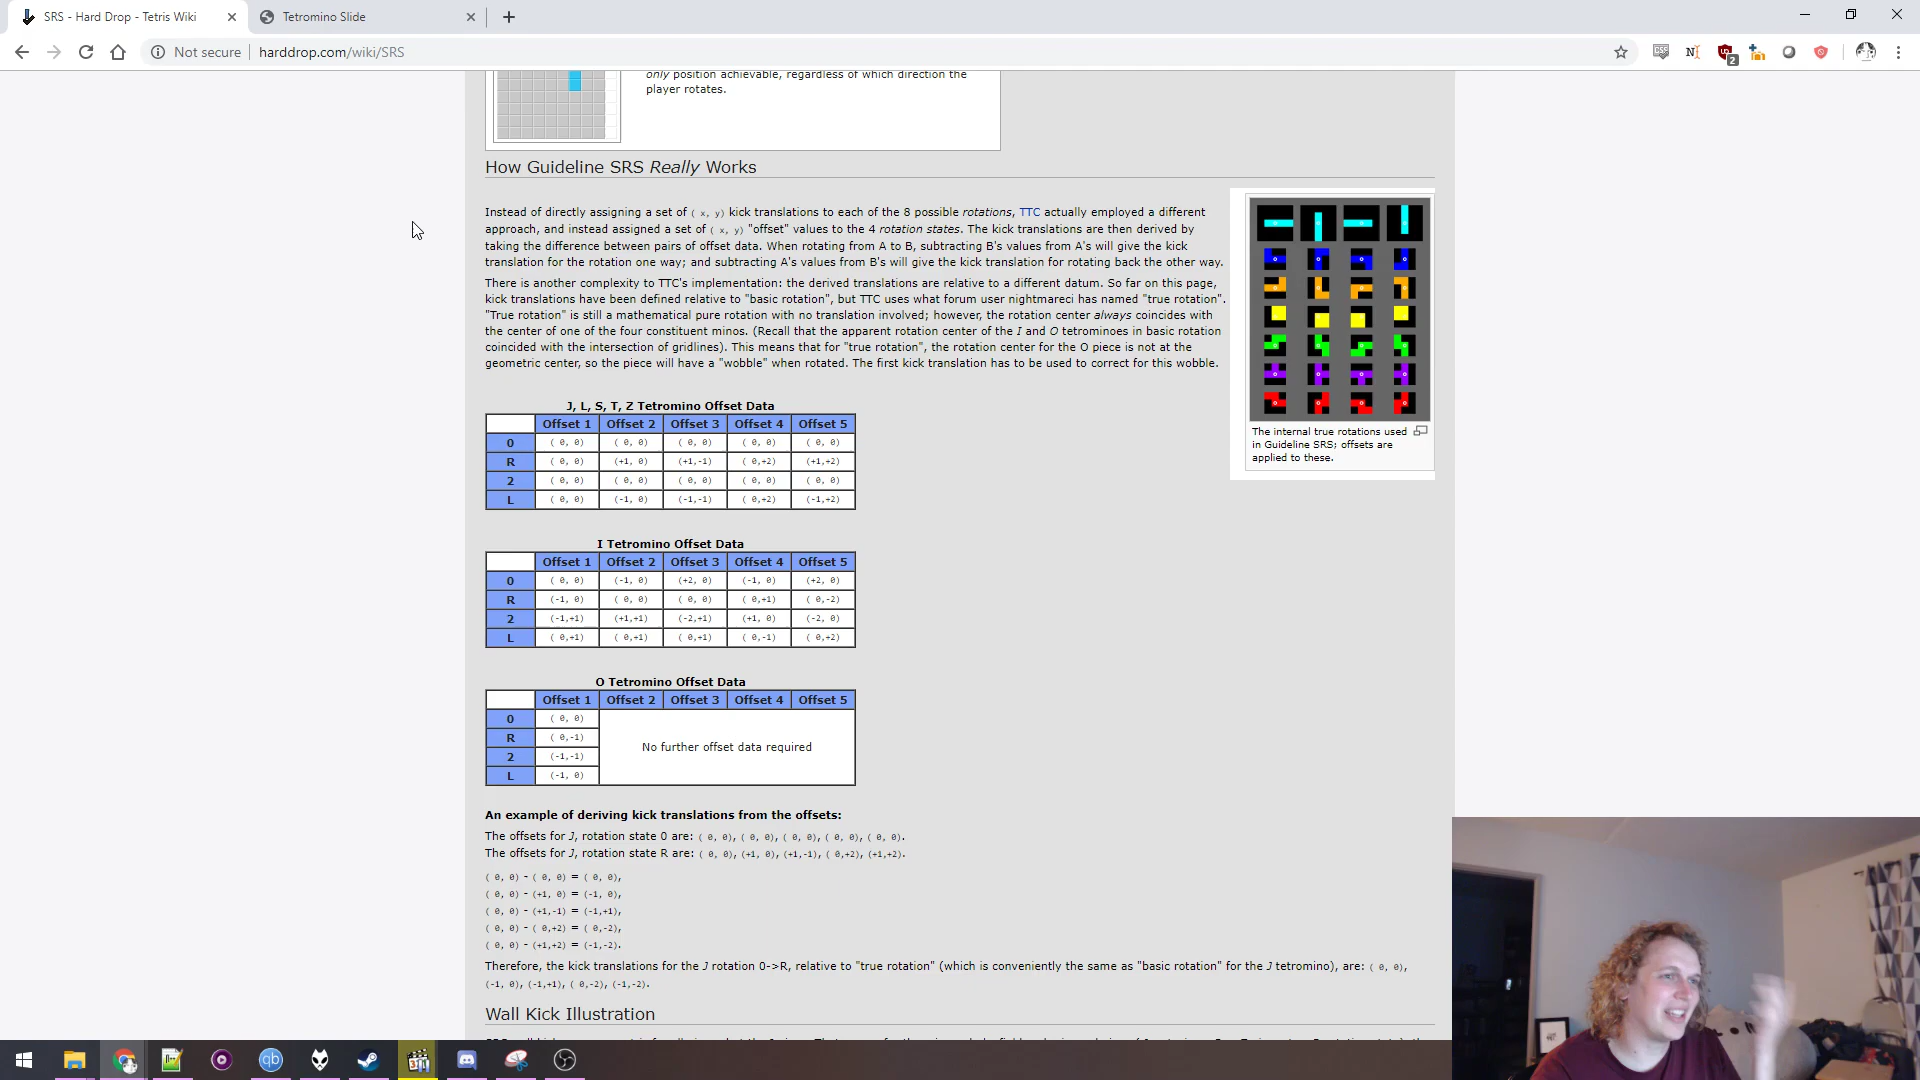 SRS - Hard Drop - Tetris Wiki
Tetromino Slide
Not secure
harddrop.com/wiki/SRS
2
only position achievable, regardless of which direction the
player rotates.
How Guideline SRS Really Works
Instead of directly assigning a set of ( x, y) kick translations to each of the 8 possible rotations, TTC actually employed a different
approach, and instead assigned a set of ( x, y) "offset" values to the 4 rotation states. The kick translations are then derived by
taking the difference between pairs of offset data. When rotating from A to B, subtracting B's values from A's will give the kick
translation for the rotation one way; and subtracting A's values from B's will give the kick translation for rotating back the other way.
There is another complexity to TTC's implementation: the derived translations are relative to a different datum. So far on this page,
kick translations have been defined relative to "basic rotation", but TTC uses what forum user nightmareci has named "true rotation".
"True rotation" is still a mathematical pure rotation with no translation involved; however, the rotation center always coincides with
the center of one of the four constituent minos. (Recall that the apparent rotation center of the I and O tetrominoes in basic rotation
coincided with the intersection of gridlines). This means that for "true rotation", the rotation center for the O piece is not at the
geometric center, so the piece will have a "wobble" when rotated. The first kick translation has to be used to correct for this wobble.
The internal true rotations used
in Guideline SRS; offsets are
applied to these.
J, L, S, T, Z Tetromino Offset Data
Offset 1 Offset 2 Offset 3 Offset 4 Offset 5
0 ( 0, 0) ( 0, 0) ( 0, 0) ( 0, 0) ( 0, 0)
R ( 0, 0) (+1, 0) (+1,-1) ( 0,+2) (+1,+2)
2 ( 0, 0) ( 0, 0) ( 0, 0) ( 0, 0) ( 0, 0)
L ( 0, 0) (-1, 0) (-1,-1) ( 0,+2) (-1,+2)
I Tetromino Offset Data
Offset 1 Offset 2 Offset 3 Offset 4 Offset 5
0 ( 0, 0) (-1, 0) (+2, 0) (-1, 0) (+2, 0)
R (-1, 0) ( 0, 0) ( 0, 0) ( 0,+1) ( 0,-2)
2 (-1,+1) (+1,+1) (-2,+1) (+1, 0) (-2, 0)
L ( 0,+1) ( 0,+1) ( 0,+1) ( 0,-1) ( 0,+2)
O Tetromino Offset Data
Offset 1 Offset 2 Offset 3 Offset 4 Offset 5
0 ( 0, 0)
R ( 0,-1)
No further offset data required
2 (-1,-1)
L (-1, 0)
An example of deriving kick translations from the offsets:
The offsets for J, rotation state 0 are: ( 0, 0), ( 0, 0), ( 0, 0), ( 0, 0), ( 0, 0).
The offsets for J, rotation state R are: ( 0, 0), (+1, 0), (+1,-1), ( 0,+2), (+1,+2).
( 0, 0) - ( 0, 0) = ( 0, 0),
( 0, 0) - (+1, 0) = (-1, 0),
( 0, 0) - (+1,-1) = (-1,+1),
( 0, 0) - ( 0,+2) = ( 0,-2),
( 0, 0) - (+1,+2) = (-1,-2).
Therefore, the kick translations for the J rotation 0->R, relative to "true rotation" (which is conveniently the same as "basic rotation" for the J tetromino), are: ( 0, 0),
(-1, 0), (-1,+1), ( 0,-2), (-1,-2).
Wall Kick Illustration
qb